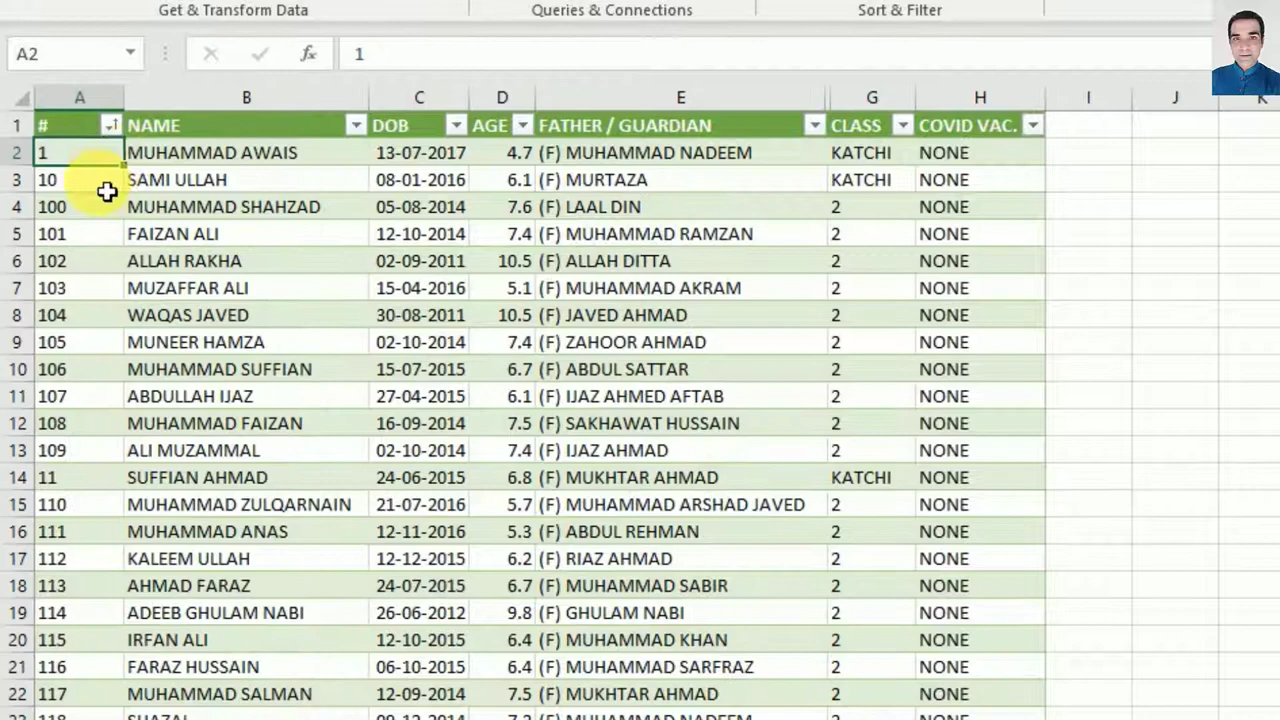 Get & Transform Data Queries & Connections Sort & Filter
A2 fx 1
A B C D E G H I J K
1 # NAME DOB AGE FATHER / GUARDIAN CLASS COVID VAC.
2 1 MUHAMMAD AWAIS 13-07-2017 4.7 (F) MUHAMMAD NADEEM KATCHI NONE
3 10 SAMI ULLAH 08-01-2016 6.1 (F) MURTAZA KATCHI NONE
4 100 MUHAMMAD SHAHZAD 05-08-2014 7.6 (F) LAAL DIN 2 NONE
5 101 FAIZAN ALI 12-10-2014 7.4 (F) MUHAMMAD RAMZAN 2 NONE
6 102 ALLAH RAKHA 02-09-2011 10.5 (F) ALLAH DITTA 2 NONE
7 103 MUZAFFAR ALI 15-04-2016 5.1 (F) MUHAMMAD AKRAM 2 NONE
8 104 WAQAS JAVED 30-08-2011 10.5 (F) JAVED AHMAD 2 NONE
9 105 MUNEER HAMZA 02-10-2014 7.4 (F) ZAHOOR AHMAD 2 NONE
10 106 MUHAMMAD SUFFIAN 15-07-2015 6.7 (F) ABDUL SATTAR 2 NONE
11 107 ABDULLAH IJAZ 27-04-2015 6.1 (F) IJAZ AHMED AFTAB 2 NONE
12 108 MUHAMMAD FAIZAN 16-09-2014 7.5 (F) SAKHAWAT HUSSAIN 2 NONE
13 109 ALI MUZAMMAL 02-10-2014 7.4 (F) IJAZ AHMAD 2 NONE
14 11 SUFFIAN AHMAD 24-06-2015 6.8 (F) MUKHTAR AHMAD KATCHI NONE
15 110 MUHAMMAD ZULQARNAIN 21-07-2016 5.7 (F) MUHAMMAD ARSHAD JAVED 2 NONE
16 111 MUHAMMAD ANAS 12-11-2016 5.3 (F) ABDUL REHMAN 2 NONE
17 112 KALEEM ULLAH 12-12-2015 6.2 (F) RIAZ AHMAD 2 NONE
18 113 AHMAD FARAZ 24-07-2015 6.7 (F) MUHAMMAD SABIR 2 NONE
19 114 ADEEB GHULAM NABI 26-06-2012 9.8 (F) GHULAM NABI 2 NONE
20 115 IRFAN ALI 12-10-2015 6.4 (F) MUHAMMAD KHAN 2 NONE
21 116 FARAZ HUSSAIN 06-10-2015 6.4 (F) MUHAMMAD SARFRAZ 2 NONE
22 117 MUHAMMAD SALMAN 12-09-2014 7.5 (F) MUKHTAR AHMAD 2 NONE
118 09-12-2014 (F) MUHAMMAD NADEEM 2 NONE